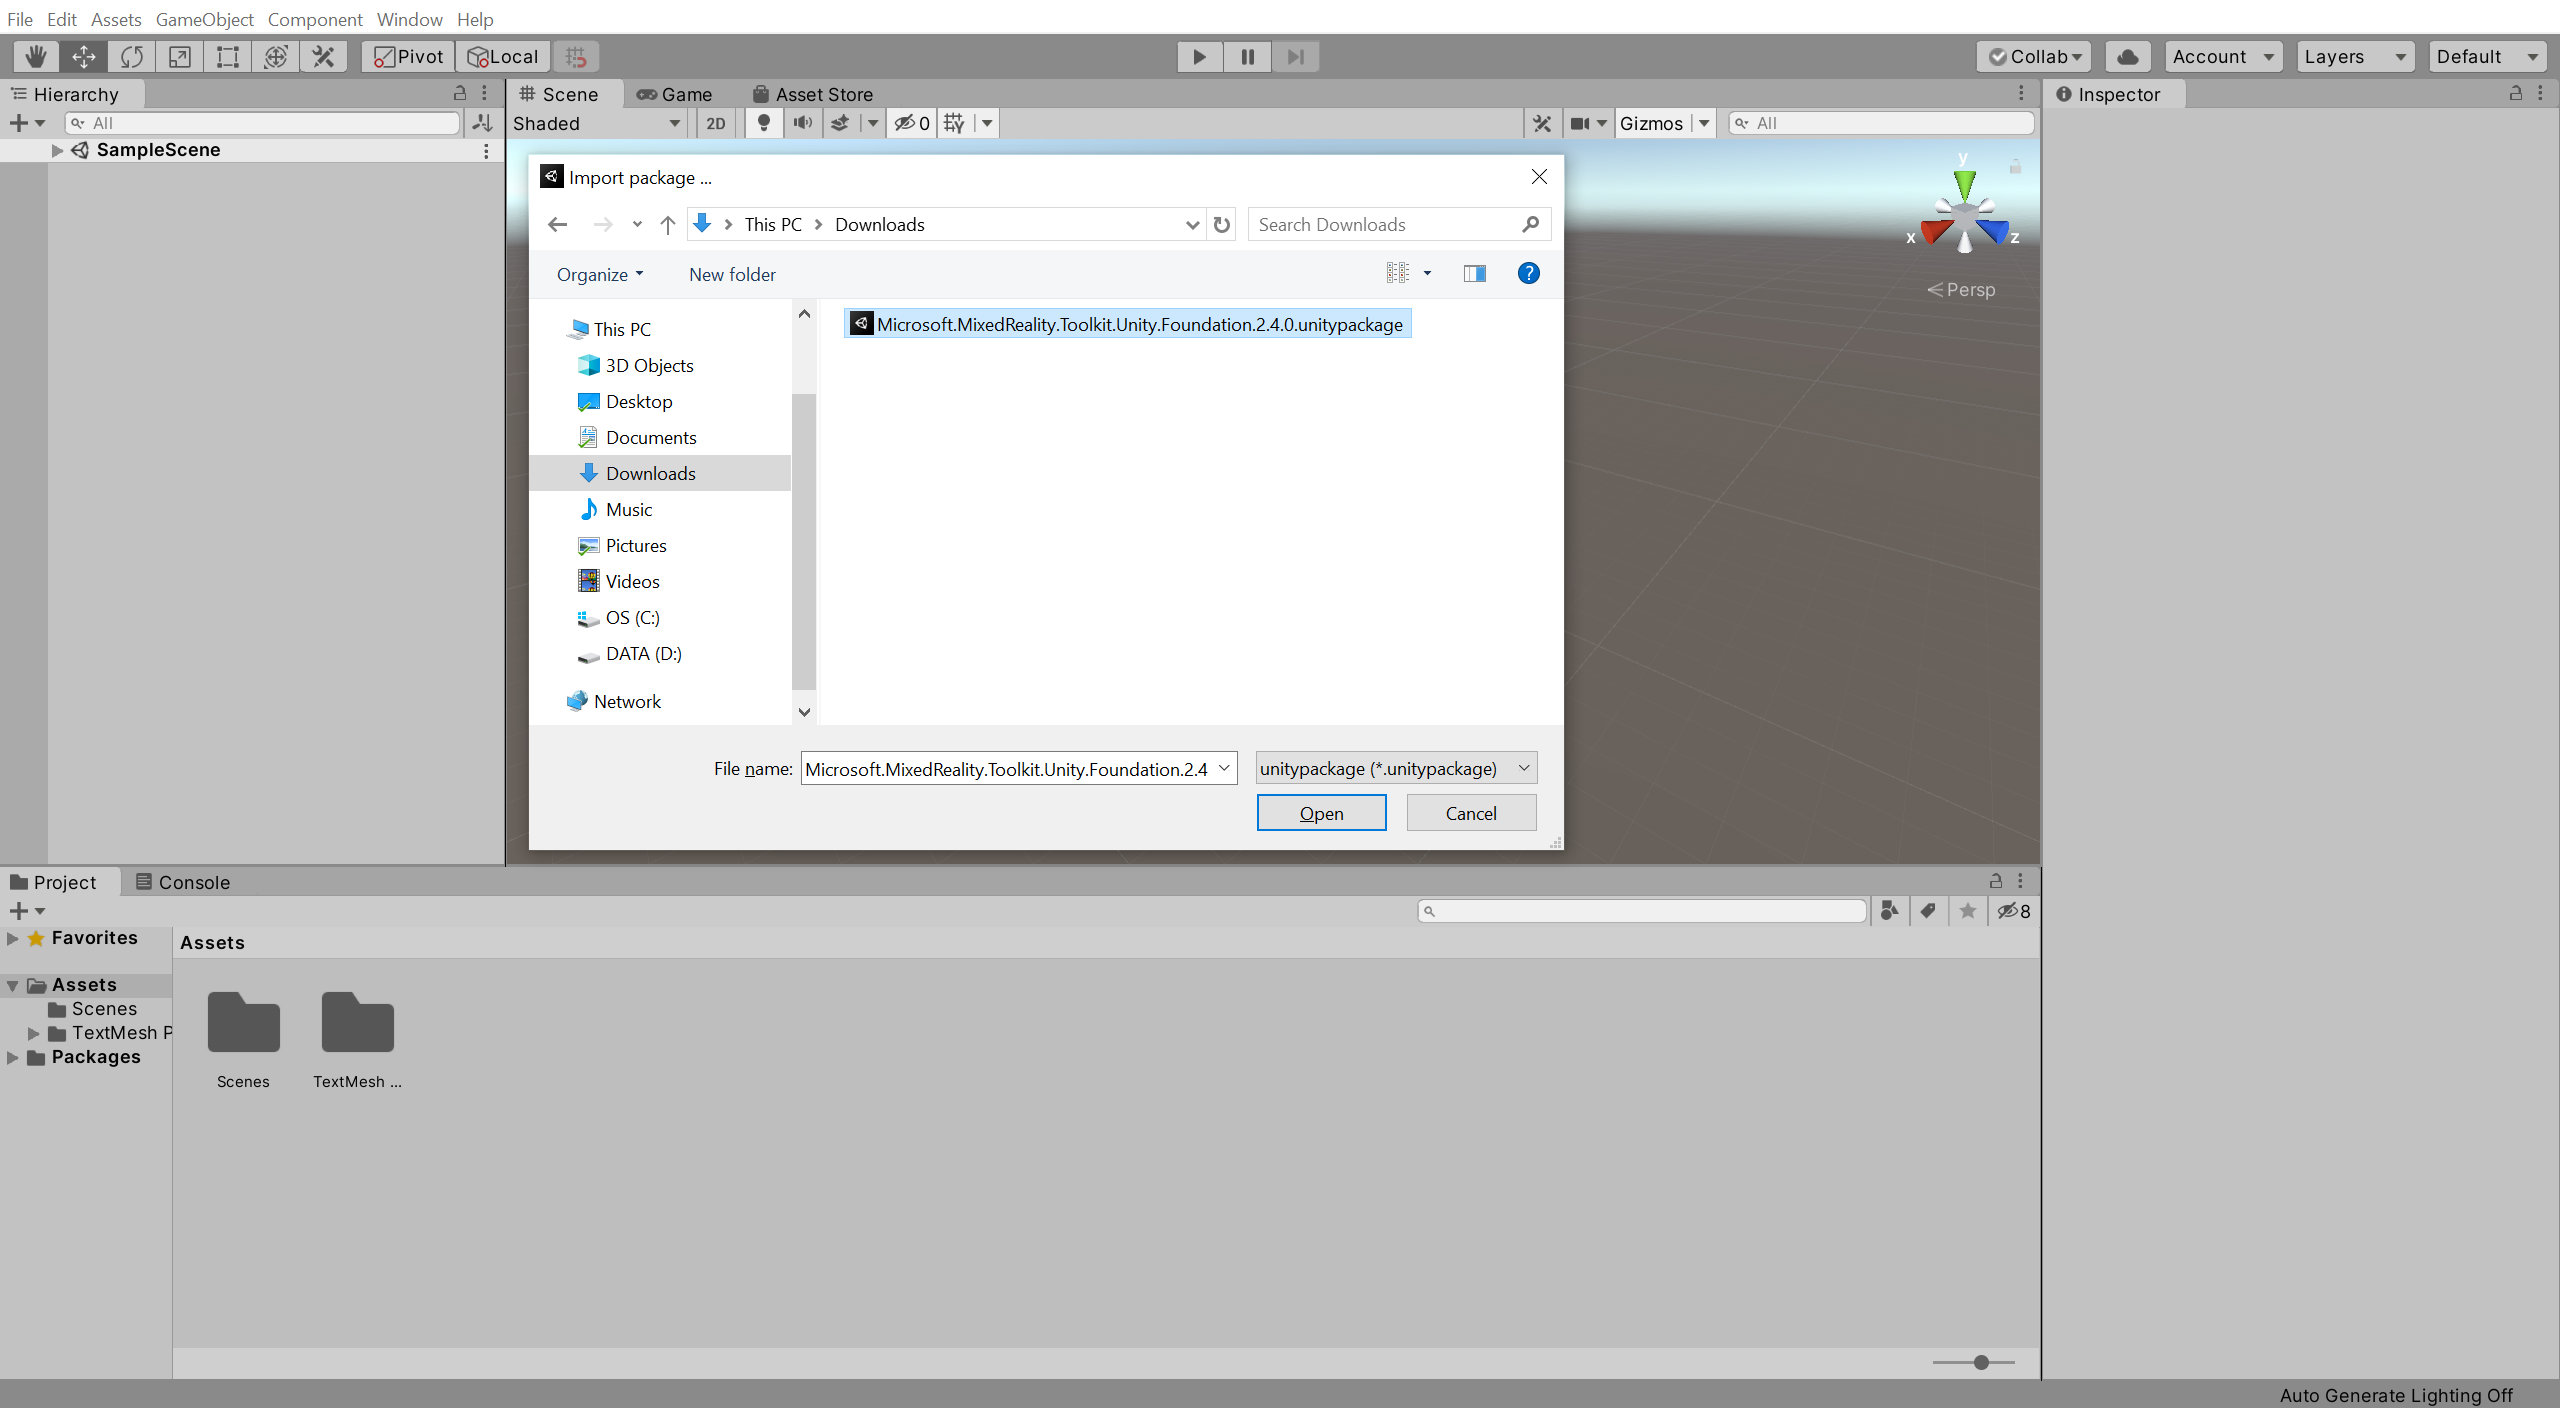 File Edit Assets GameObject Component Window Help
Pivot Local Collab Account Layers Default
Hierarchy Scene Game Asset Store Inspector
All Shaded 2D 0 Gizmos All
SampleScene
y
x z
Persp
Import package ...
This PC Downloads Search Downloads
Organize New folder ?
This PC
3D Objects
Desktop
Documents
Downloads
Music
Pictures
Videos
OS (C:)
DATA (D:)
Network
Microsoft.MixedReality.Toolkit.Unity.Foundation.2.4.0.unitypackage
File name: Microsoft.MixedReality.Toolkit.Unity.Foundation.2.4 unitypackage (*.unitypackage)
Open Cancel
Project Console
8
Favorites
Assets
Scenes
TextMesh P
Packages
Assets
Scenes TextMesh ...
Auto Generate Lighting Off